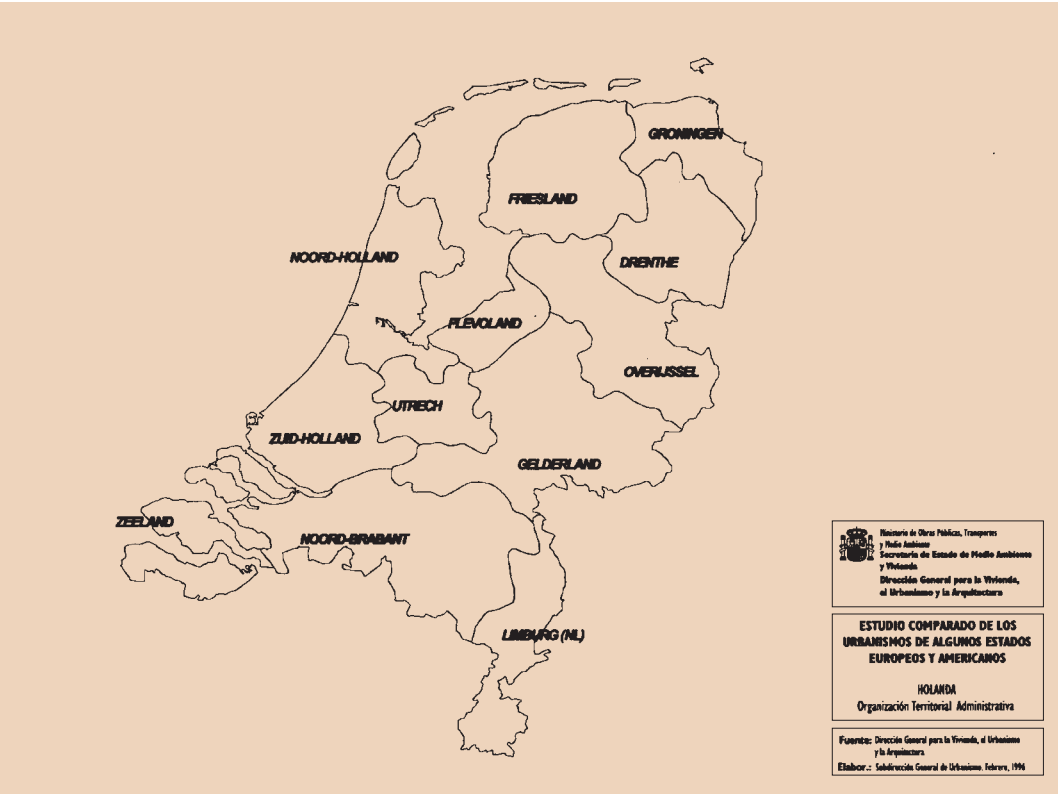 GRONINGEN
FRIESLAND
NOORD-HOLLAND
DRENTHE
FLEVOLAND
OVERIJSSEL
UTRECH
ZUID-HOLLAND
GELDERLAND
ZEELAND
NOORD-BRABANT
LIMBURG (NL)
Ministerio de Obras Públicas, Transportes
y Medio Ambiente
Secretaría de Estado de Medio Ambiente
y Vivienda
Dirección General para la Vivienda,
el Urbanismo y la Arquitectura
ESTUDIO COMPARADO DE LOS
URBANISMOS DE ALGUNOS ESTADOS
EUROPEOS Y AMERICANOS
HOLANDA
Organización Territorial Administrativa
Fuente: Dirección General para la Vivienda, el Urbanismo
y la Arquitectura
Elabor.: Subdirección General de Urbanismo. Febrero, 1996